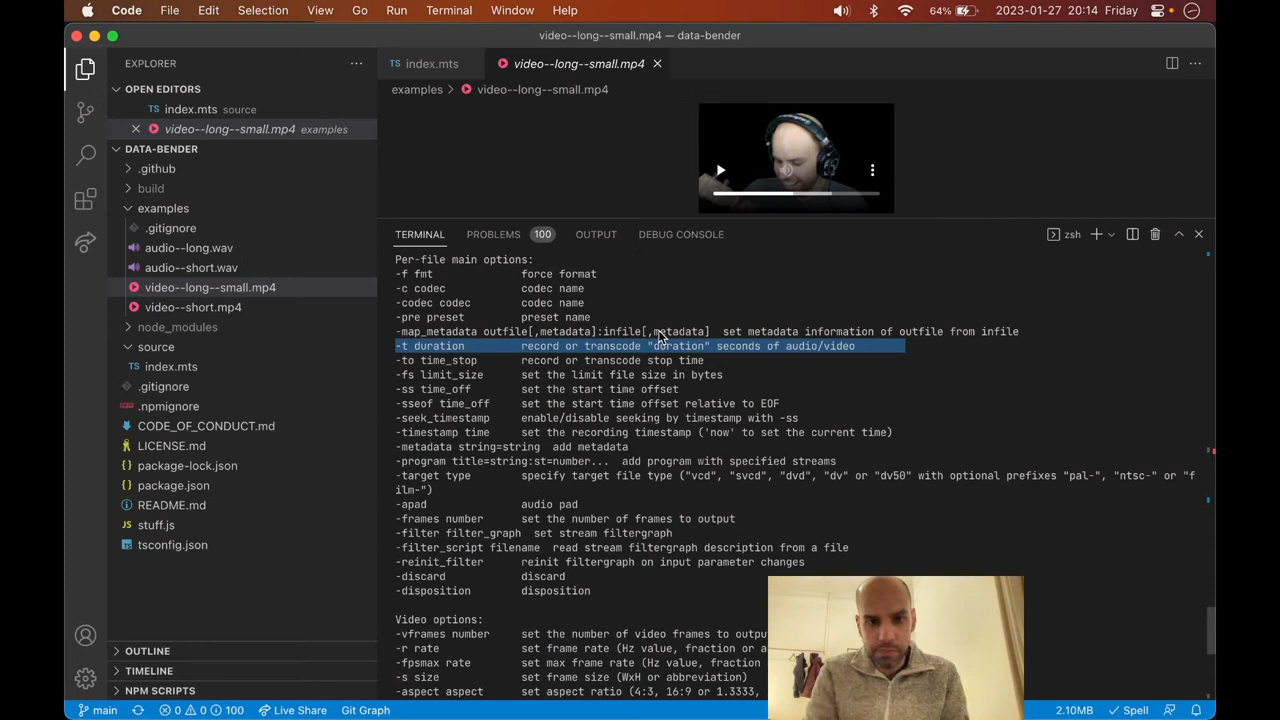 Code File Edit Selection View Go Run Terminal Window Help 64% 2023-01-27 20:14 Friday
video--long--small.mp4 — data-bender
EXPLORER
OPEN EDITORS
TS index.mts source
video--long--small.mp4 examples
DATA-BENDER
.github
build
examples
.gitignore
audio--long.wav
audio--short.wav
video--long--small.mp4
video--short.mp4
node_modules
source
TS index.mts
.gitignore
.npmignore
CODE_OF_CONDUCT.md
LICENSE.md
package-lock.json
package.json
README.md
JS stuff.js
tsconfig.json
OUTLINE
TIMELINE
NPM SCRIPTS
TS index.mts video--long--small.mp4
examples > video--long--small.mp4
TERMINAL PROBLEMS 100 OUTPUT DEBUG CONSOLE zsh
Per-file main options:
-f fmt force format
-c codec codec name
-codec codec codec name
-pre preset preset name
-map_metadata outfile[,metadata]:infile[,metadata] set metadata information of outfile from infile
-t duration record or transcode "duration" seconds of audio/video
-to time_stop record or transcode stop time
-fs limit_size set the limit file size in bytes
-ss time_off set the start time offset
-sseof time_off set the start time offset relative to EOF
-seek_timestamp enable/disable seeking by timestamp with -ss
-timestamp time set the recording timestamp ('now' to set the current time)
-metadata string=string add metadata
-program title=string:st=number... add program with specified streams
-target type specify target file type ("vcd", "svcd", "dvd", "dv" or "dv50" with optional prefixes "pal-", "ntsc-" or "f
ilm-")
-apad audio pad
-frames number set the number of frames to output
-filter filter_graph set stream filtergraph
-filter_script filename read stream filtergraph description from a file
-reinit_filter reinit filtergraph on input parameter changes
-discard discard
-disposition disposition
Video options:
-vframes number set the number of video frames to outpu
-r rate set frame rate (Hz value, fraction or a
-fpsmax rate set max frame rate (Hz value, fraction
-s size set frame size (WxH or abbreviation)
-aspect aspect set aspect ratio (4:3, 16:9 or 1.3333,
main 0 0 100 Live Share Git Graph 2.10MB Spell